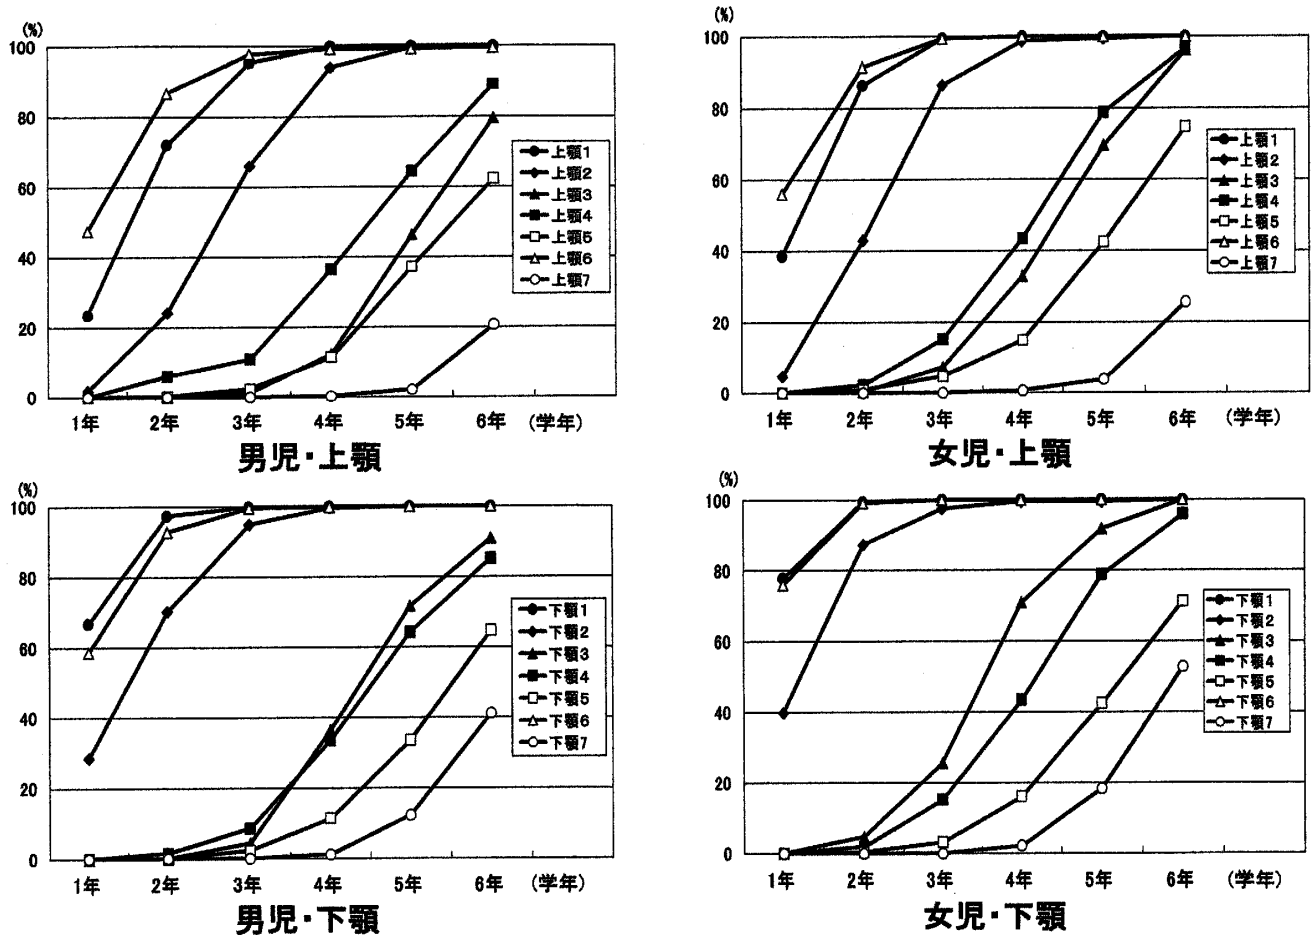 (%)
100
80
60
40
20
0
上顎1
上顎2
上顎3
上顎4
上顎5
上顎6
上顎7
1年 2年 3年 4年 5年 6年 (学年)
男児・上顎
(%)
100
80
60
40
20
0
上顎1
上顎2
上顎3
上顎4
上顎5
上顎6
上顎7
1年 2年 3年 4年 5年 6年 (学年)
女児・上顎
(%)
100
80
60
40
20
0
下顎1
下顎2
下顎3
下顎4
下顎5
下顎6
下顎7
1年 2年 3年 4年 5年 6年 (学年)
男児・下顎
(%)
100
80
60
40
20
0
下顎1
下顎2
下顎3
下顎4
下顎5
下顎6
下顎7
1年 2年 3年 4年 5年 6年 (学年)
女児・下顎